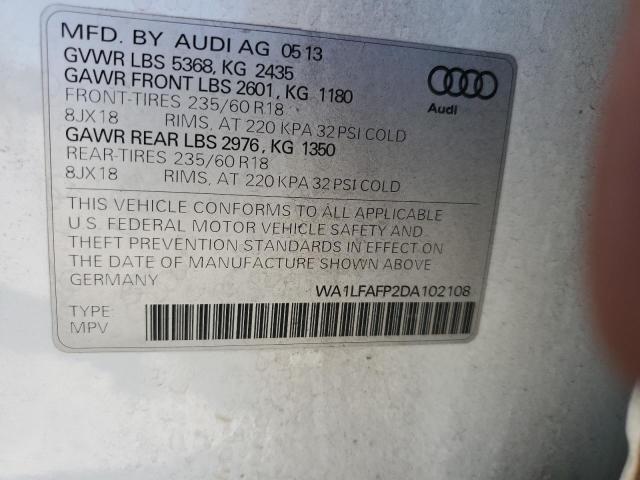 MFD. BY AUDI AG 05 13
GVWR LBS 5368, KG 2435
GAWR FRONT LBS 2601, KG 1180
FRONT-TIRES 235/60 R18
8JX18 RIMS, AT 220 KPA 32 PSI COLD
GAWR REAR LBS 2976, KG 1350
REAR-TIRES 235/60 R18
8JX18 RIMS, AT 220 KPA 32 PSI COLD
Audi
THIS VEHICLE CONFORMS TO ALL APPLICABLE
U.S. FEDERAL MOTOR VEHICLE SAFETY AND
THEFT PREVENTION STANDARDS IN EFFECT ON
THE DATE OF MANUFACTURE SHOWN ABOVE
GERMANY
WA1LFAFP2DA102108
TYPE
MPV